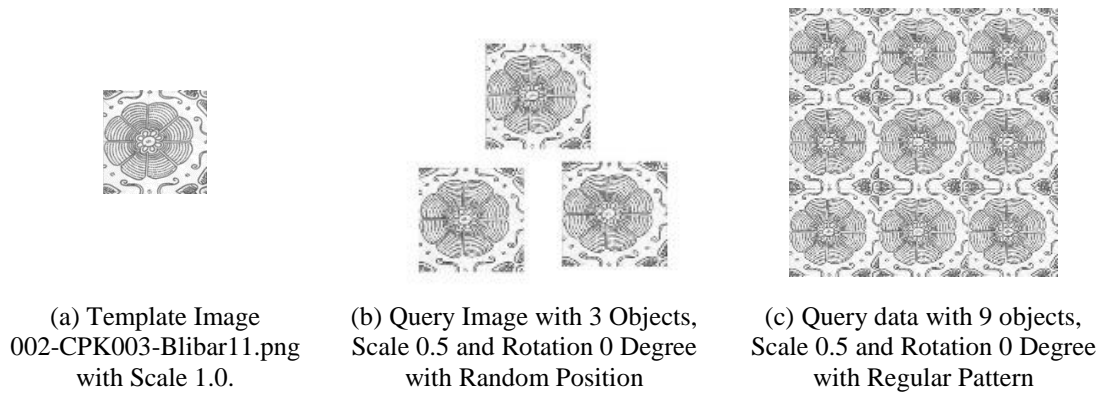 (a) Template Image
002-CPK003-Blibar11.png
with Scale 1.0.
(b) Query Image with 3 Objects,
Scale 0.5 and Rotation 0 Degree
with Random Position
(c) Query data with 9 objects,
Scale 0.5 and Rotation 0 Degree
with Regular Pattern